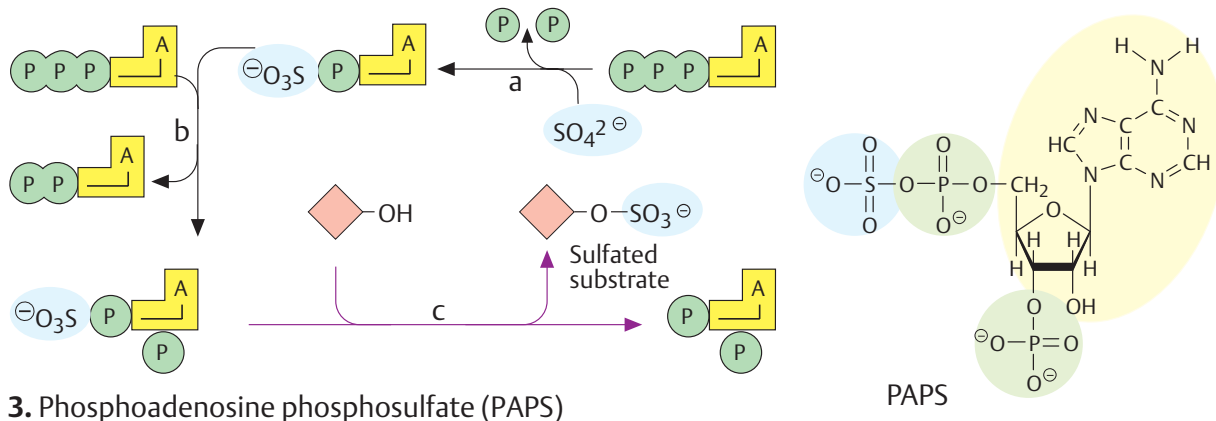 P P
A
P P P
⊖O3S
P
A
a
P P P
A
SO4 2⊖
b
A
P P
OH
O
SO3⊖
Sulfated
substrate
⊖O3S
P
A
P
c
P
A
P
3. Phosphoadenosine phosphosulfate (PAPS)
H H
N
N C N
HC C
C CH
N N
O O
⊖O S O P O CH2
O O⊖
O
H H
H H
O OH
⊖O P O
O⊖
PAPS